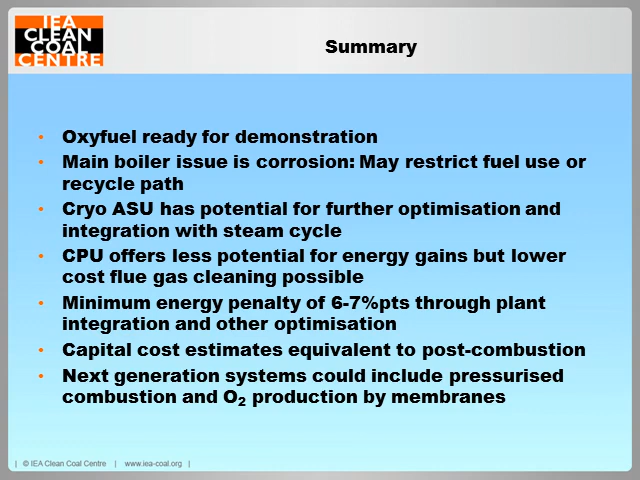 IEA
CLEAN
COAL
CENTRE
Summary
• Oxyfuel ready for demonstration
• Main boiler issue is corrosion: May restrict fuel use or
recycle path
• Cryo ASU has potential for further optimisation and
integration with steam cycle
• CPU offers less potential for energy gains but lower
cost flue gas cleaning possible
• Minimum energy penalty of 6-7%pts through plant
integration and other optimisation
• Capital cost estimates equivalent to post-combustion
• Next generation systems could include pressurised
combustion and O₂ production by membranes
| © IEA Clean Coal Centre | www.iea-coal.org |